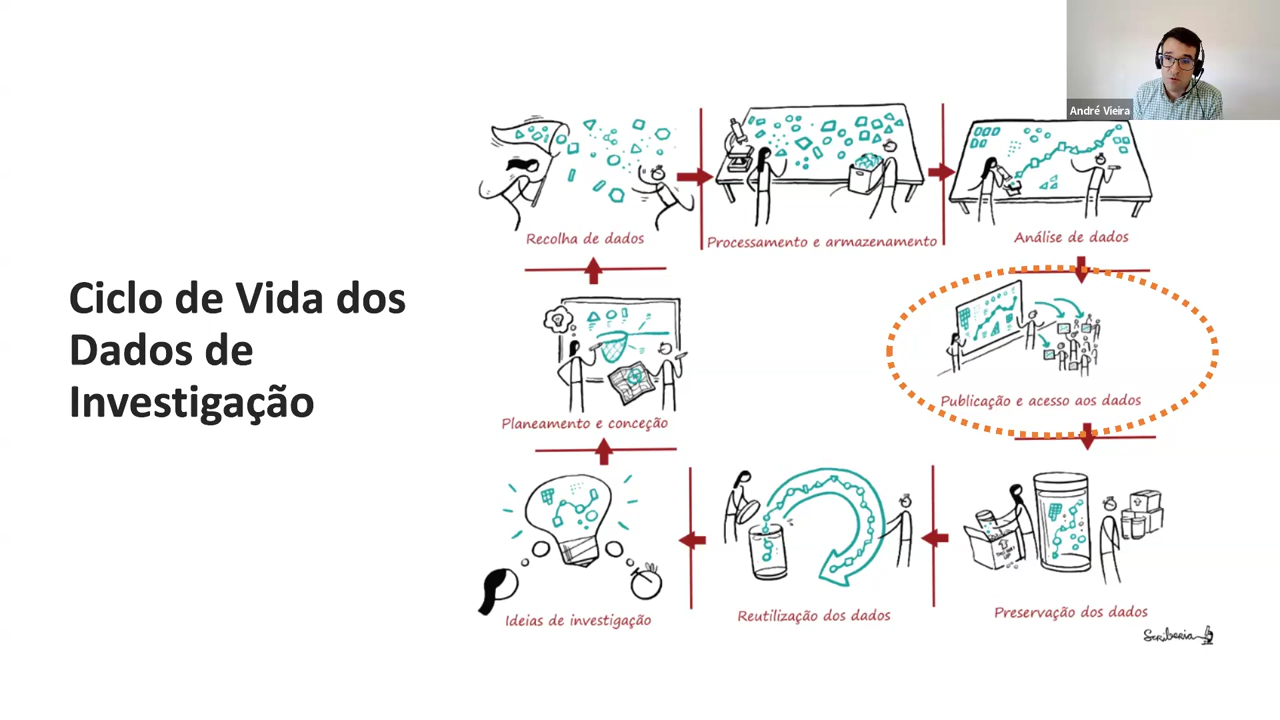 André Vieira
Ciclo de Vida dos
Dados de
Investigação
Recolha de dados
Processamento e armazenamento
Análise de dados
Planeamento e conceção
Publicação e acesso aos dados
Ideias de investigação
Reutilização dos dados
Preservação dos dados
Scriberia